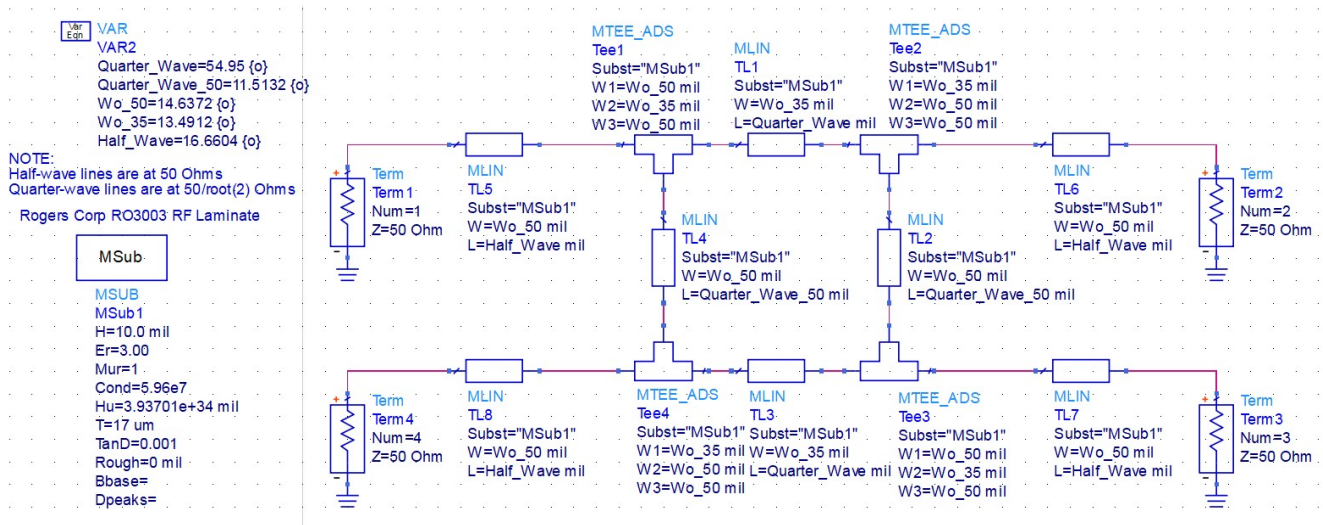 Var
Eqn
VAR
VAR2
Quarter_Wave=54.95 {o}
Quarter_Wave_50=11.5132 {o}
Wo_50=14.6372 {o}
Wo_35=13.4912 {o}
Half_Wave=16.6604 {o}
NOTE:
Half-wave lines are at 50 Ohms
Quarter-wave lines are at 50/root(2) Ohms
Rogers Corp RO3003 RF Laminate
MSub
MSUB
MSub1
H=10.0 mil
Er=3.00
Mur=1
Cond=5.96e7
Hu=3.93701e+34 mil
T=17 um
TanD=0.001
Rough=0 mil
Bbase=
Dpeaks=
MTEE_ADS
Tee1
Subst="MSub1"
W1=Wo_50 mil
W2=Wo_35 mil
W3=Wo_50 mil
MLIN
TL1
Subst="MSub1"
W=Wo_35 mil
L=Quarter_Wave mil
MTEE_ADS
Tee2
Subst="MSub1"
W1=Wo_35 mil
W2=Wo_50 mil
W3=Wo_50 mil
+
Term
Term1
Num=1
Z=50 Ohm
-
MLIN
TL5
Subst="MSub1"
W=Wo_50 mil
L=Half_Wave mil
MLIN
TL4
Subst="MSub1"
W=Wo_50 mil
L=Quarter_Wave_50 mil
MLIN
TL2
Subst="MSub1"
W=Wo_50 mil
L=Quarter_Wave_50 mil
MLIN
TL6
Subst="MSub1"
W=Wo_50 mil
L=Half_Wave mil
+
Term
Term2
Num=2
Z=50 Ohm
-
+
Term
Term4
Num=4
Z=50 Ohm
-
MLIN
TL8
Subst="MSub1"
W=Wo_50 mil
L=Half_Wave mil
MTEE_ADS
Tee4
Subst="MSub1"
W1=Wo_35 mil
W2=Wo_50 mil
W3=Wo_50 mil
MLIN
TL3
Subst="MSub1"
W=Wo_35 mil
L=Quarter_Wave mil
MTEE_ADS
Tee3
Subst="MSub1"
W1=Wo_50 mil
W2=Wo_35 mil
W3=Wo_50 mil
MLIN
TL7
Subst="MSub1"
W=Wo_50 mil
L=Half_Wave mil
+
Term
Term3
Num=3
Z=50 Ohm
-